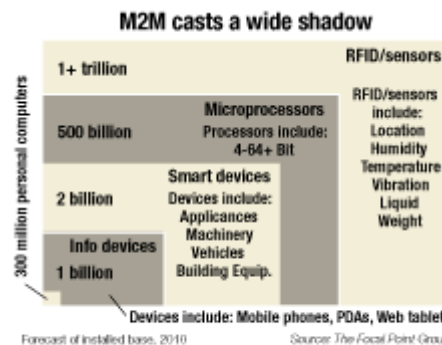 M2M casts a wide shadow
1+ trillion
RFID/sensors
RFID/sensors
include:
Location
Humidity
Temperature
Vibration
Liquid
Weight
500 billion
Microprocessors
Processors include:
4-64+ Bit
2 billion
Smart devices
Devices include:
Applicances
Machinery
Vehicles
Building Equip.
Info devices
1 billion
300 million personal computers
Devices include: Mobile phones, PDAs, Web tablet
Forecast of installed base, 2010
Source: The Focal Point Grou